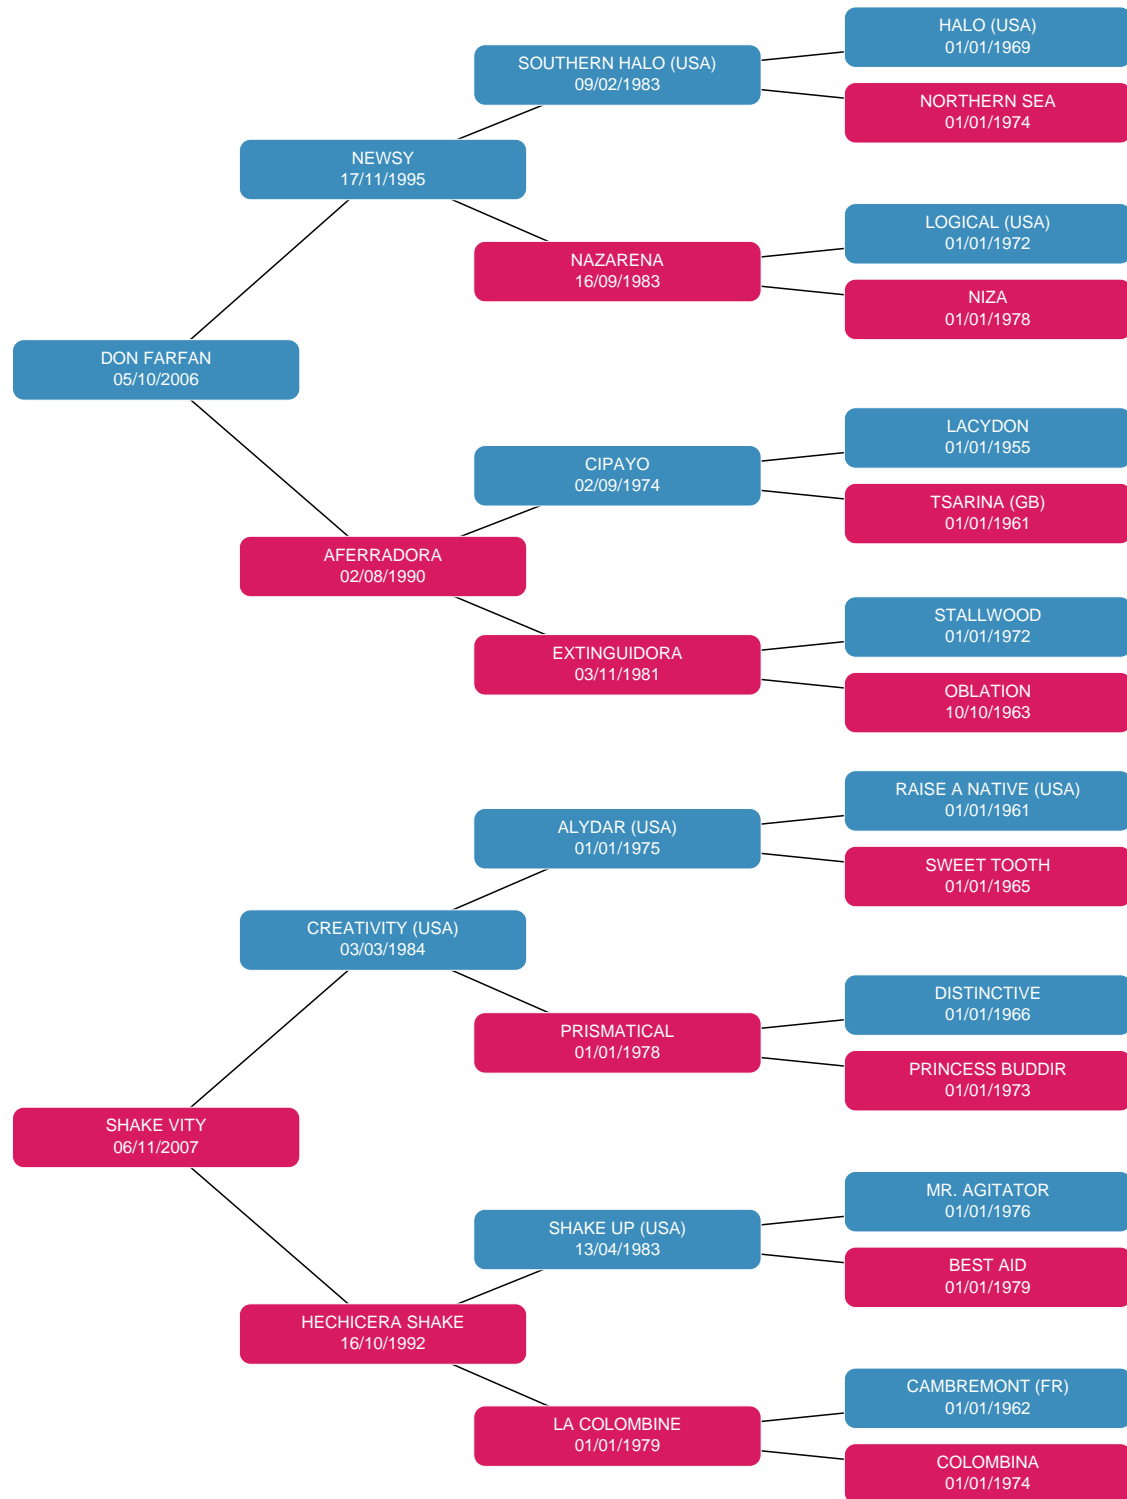 HALO (USA)
01/01/1969
SOUTHERN HALO (USA)
09/02/1983
NORTHERN SEA
01/01/1974
NEWSY
17/11/1995
LOGICAL (USA)
01/01/1972
NAZARENA
16/09/1983
NIZA
01/01/1978
DON FARFAN
05/10/2006
LACYDON
01/01/1955
CIPAYO
02/09/1974
TSARINA (GB)
01/01/1961
AFERRADORA
02/08/1990
STALLWOOD
01/01/1972
EXTINGUIDORA
03/11/1981
OBLATION
10/10/1963
RAISE A NATIVE (USA)
01/01/1961
ALYDAR (USA)
01/01/1975
SWEET TOOTH
01/01/1965
CREATIVITY (USA)
03/03/1984
DISTINCTIVE
01/01/1966
PRISMATICAL
01/01/1978
PRINCESS BUDDIR
01/01/1973
SHAKE VITY
06/11/2007
MR. AGITATOR
01/01/1976
SHAKE UP (USA)
13/04/1983
BEST AID
01/01/1979
HECHICERA SHAKE
16/10/1992
CAMBREMONT (FR)
01/01/1962
LA COLOMBINE
01/01/1979
COLOMBINA
01/01/1974